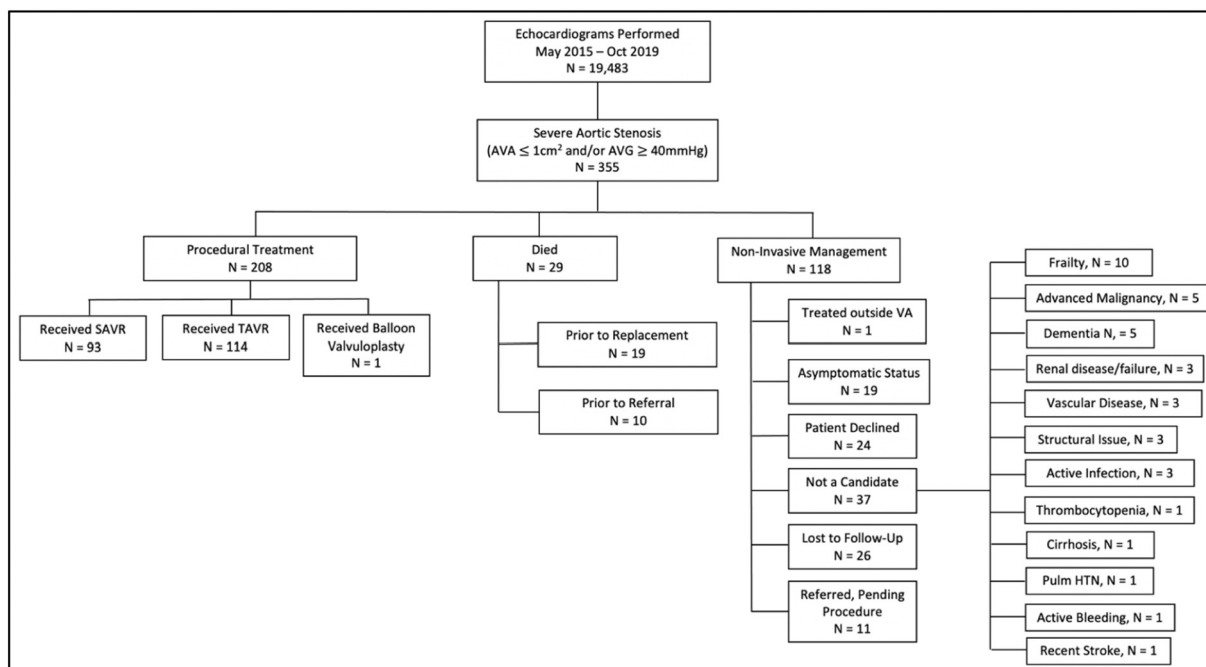 Echocardiograms Performed
May 2015 – Oct 2019
N = 19,483
Severe Aortic Stenosis
(AVA ≤ 1cm² and/or AVG ≥ 40mmHg)
N = 355
Procedural Treatment
N = 208
Died
N = 29
Non-Invasive Management
N = 118
Received SAVR
N = 93
Received TAVR
N = 114
Received Balloon
Valvuloplasty
N = 1
Prior to Replacement
N = 19
Prior to Referral
N = 10
Treated outside VA
N = 1
Asymptomatic Status
N = 19
Patient Declined
N = 24
Not a Candidate
N = 37
Lost to Follow-Up
N = 26
Referred, Pending
Procedure
N = 11
Frailty, N = 10
Advanced Malignancy, N = 5
Dementia N, = 5
Renal disease/failure, N = 3
Vascular Disease, N = 3
Structural Issue, N = 3
Active Infection, N = 3
Thrombocytopenia, N = 1
Cirrhosis, N = 1
Pulm HTN, N = 1
Active Bleeding, N = 1
Recent Stroke, N = 1